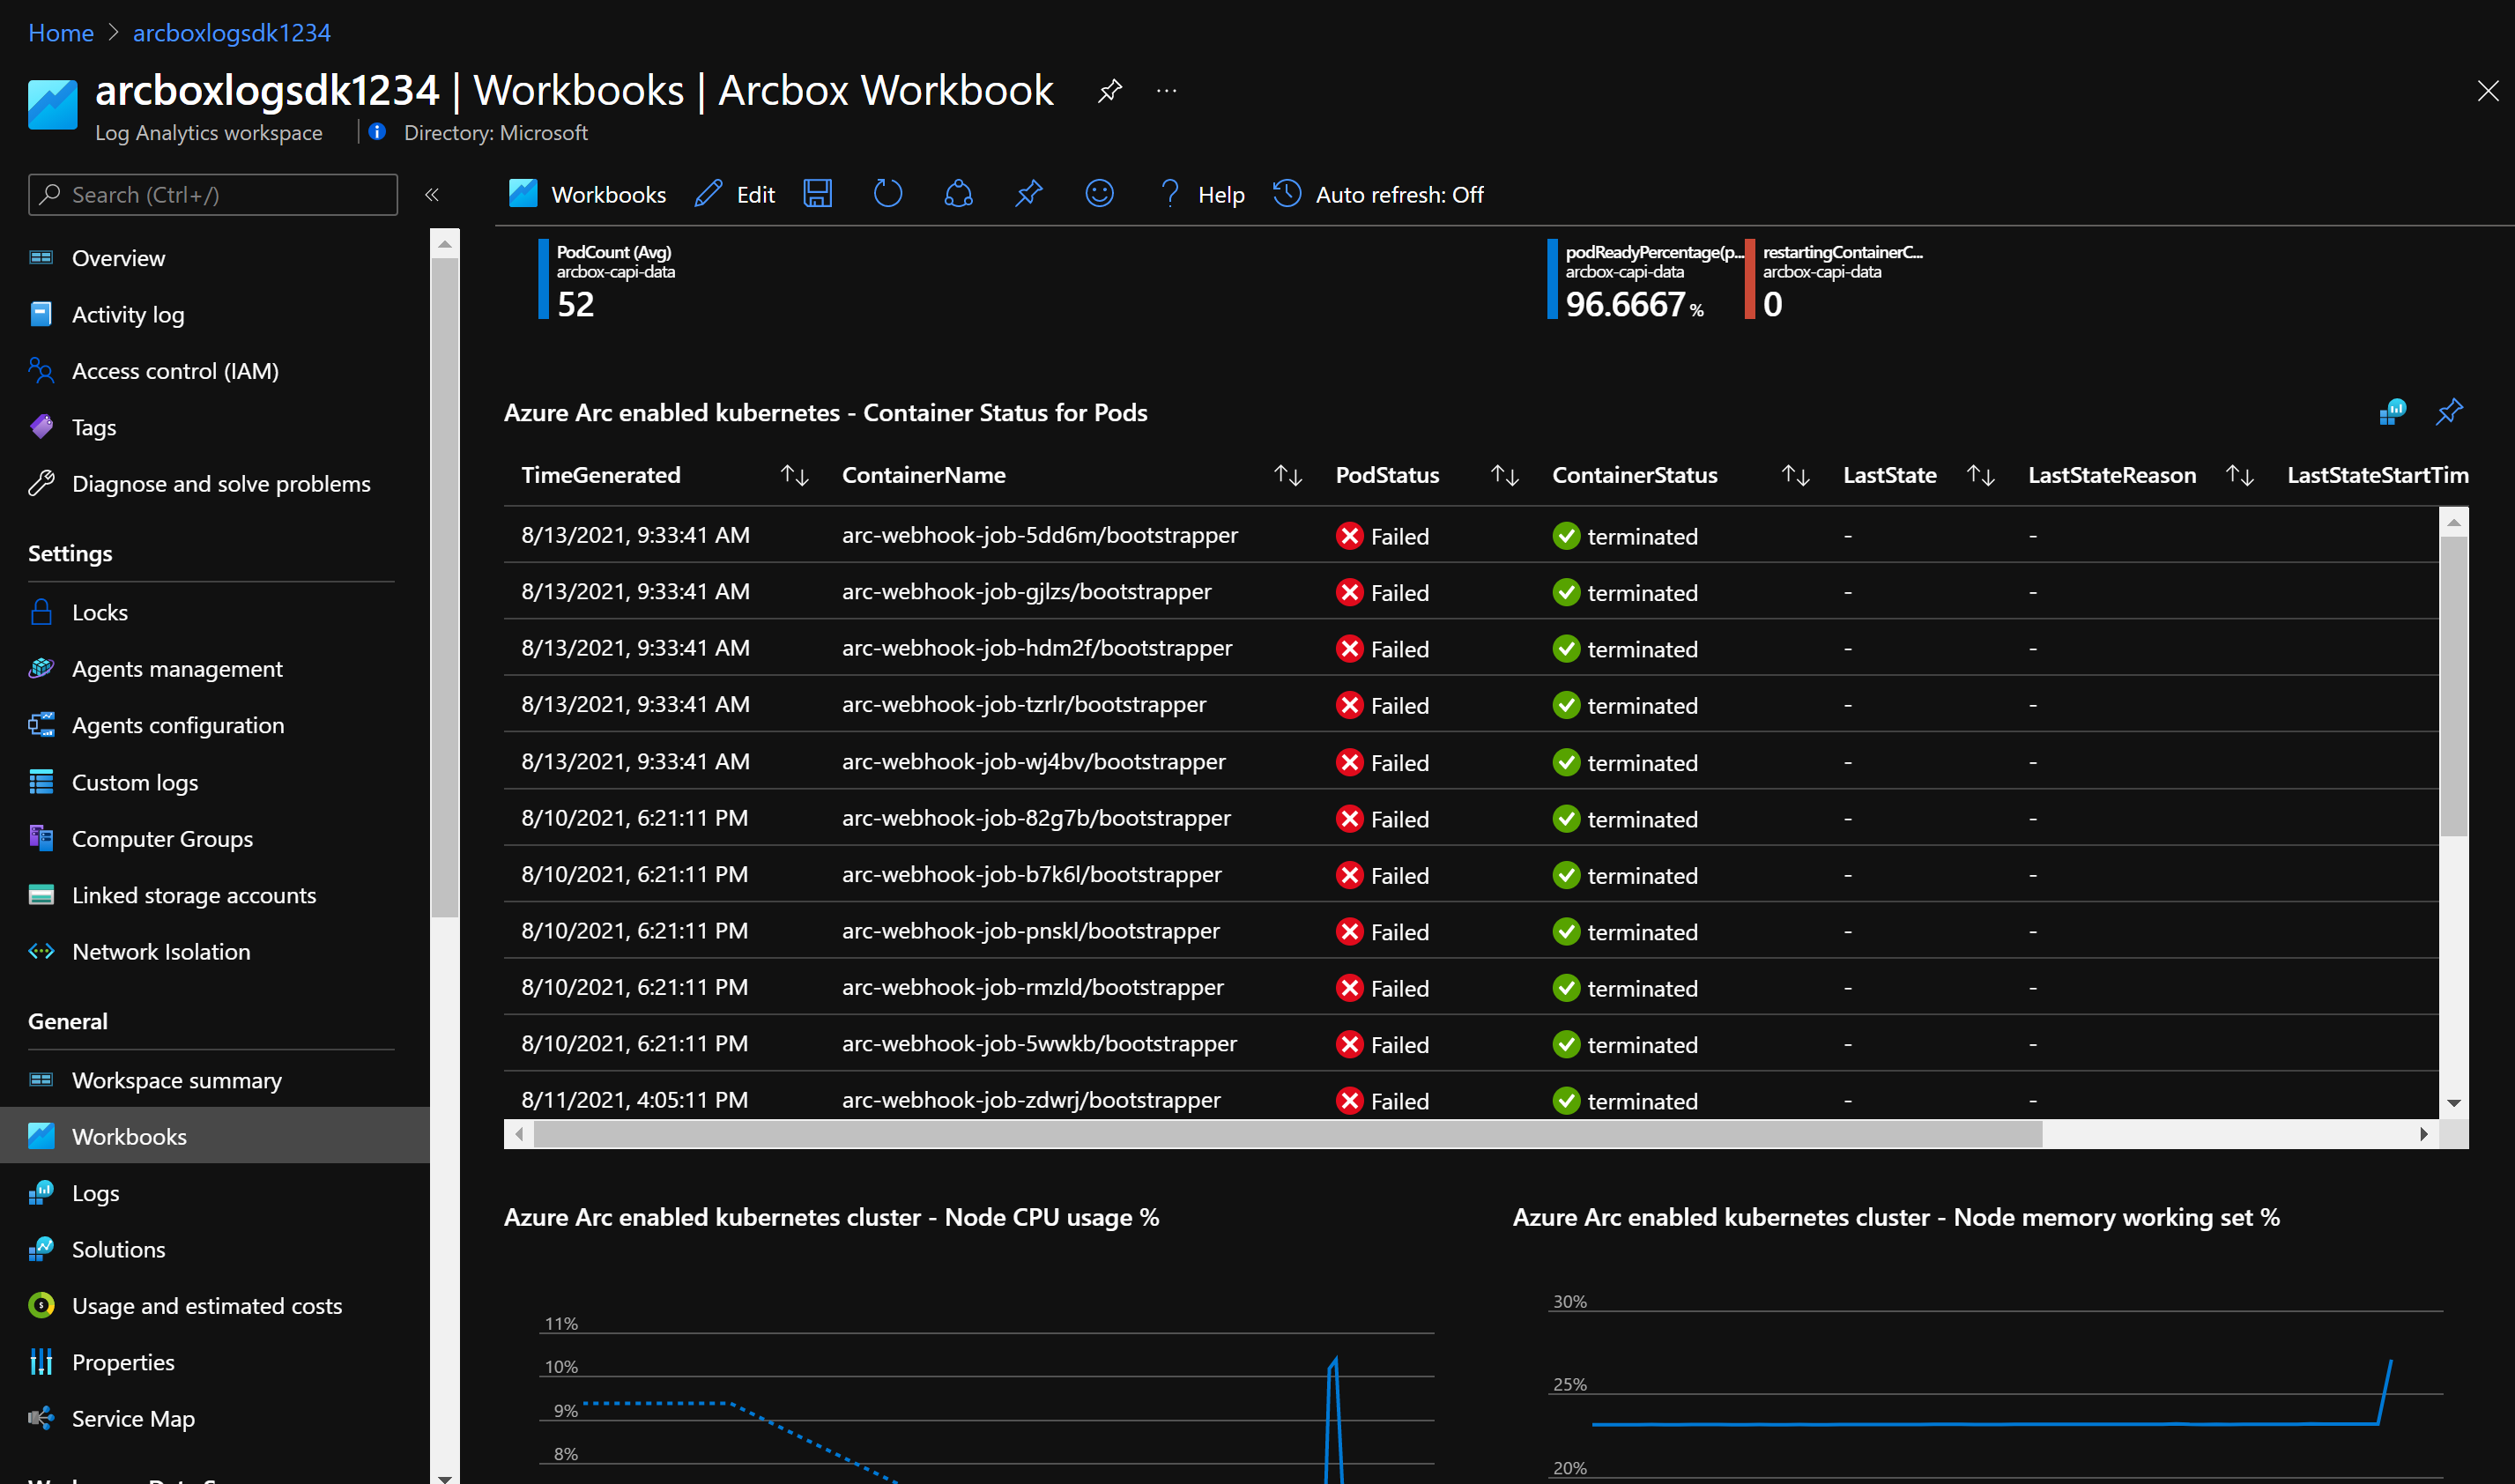 Home > arcboxlogsdk1234
arcboxlogsdk1234 | Workbooks | Arcbox Workbook
Log Analytics workspace
Directory: Microsoft
Search (Ctrl+/)
Overview
Activity log
Access control (IAM)
Tags
Diagnose and solve problems
Settings
Locks
Agents management
Agents configuration
Custom logs
Computer Groups
Linked storage accounts
Network Isolation
General
Workspace summary
Workbooks
Logs
Solutions
Usage and estimated costs
Properties
Service Map
Workbooks Edit Help Auto refresh: Off
PodCount (Avg)
arcbox-capi-data
52
podReadyPercentage(p...
arcbox-capi-data
96.6667 %
restartingContainerC...
arcbox-capi-data
0
Azure Arc enabled kubernetes - Container Status for Pods
TimeGenerated ContainerName PodStatus ContainerStatus LastState LastStateReason LastStateStartTim
8/13/2021, 9:33:41 AM arc-webhook-job-5dd6m/bootstrapper Failed terminated - -
8/13/2021, 9:33:41 AM arc-webhook-job-gjlzs/bootstrapper Failed terminated - -
8/13/2021, 9:33:41 AM arc-webhook-job-hdm2f/bootstrapper Failed terminated - -
8/13/2021, 9:33:41 AM arc-webhook-job-tzrlr/bootstrapper Failed terminated - -
8/13/2021, 9:33:41 AM arc-webhook-job-wj4bv/bootstrapper Failed terminated - -
8/10/2021, 6:21:11 PM arc-webhook-job-82g7b/bootstrapper Failed terminated - -
8/10/2021, 6:21:11 PM arc-webhook-job-b7k6l/bootstrapper Failed terminated - -
8/10/2021, 6:21:11 PM arc-webhook-job-pnskl/bootstrapper Failed terminated - -
8/10/2021, 6:21:11 PM arc-webhook-job-rmzld/bootstrapper Failed terminated - -
8/10/2021, 6:21:11 PM arc-webhook-job-5wwkb/bootstrapper Failed terminated - -
8/11/2021, 4:05:11 PM arc-webhook-job-zdwrj/bootstrapper Failed terminated - -
Azure Arc enabled kubernetes cluster - Node CPU usage %
11%
10%
9%
8%
Azure Arc enabled kubernetes cluster - Node memory working set %
30%
25%
20%